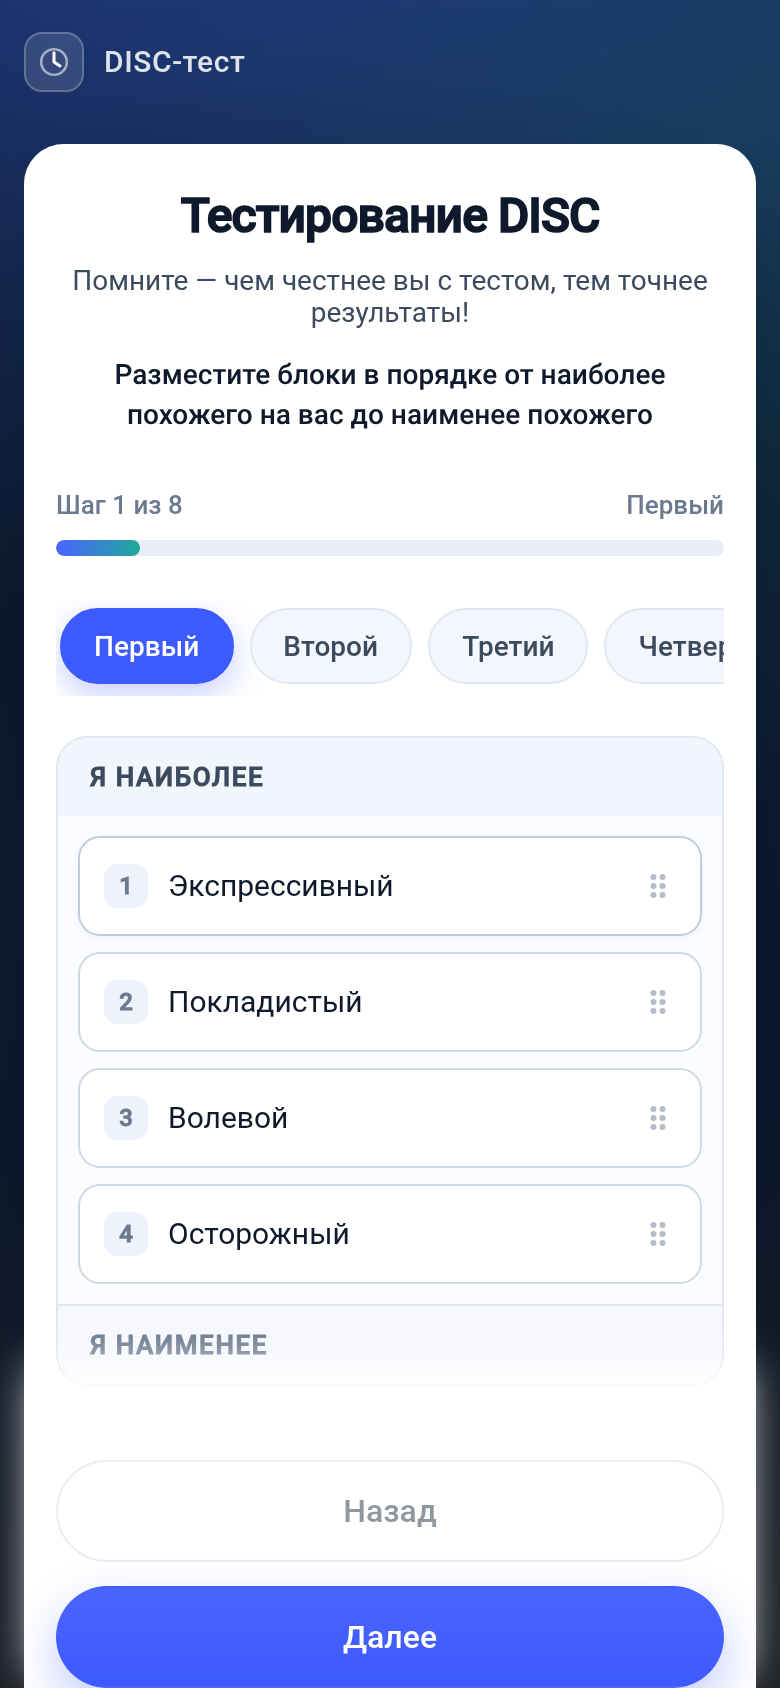 DISC-тест
Тестирование DISC
Помните — чем честнее вы с тестом, тем точнее
результаты!
Разместите блоки в порядке от наиболее
похожего на вас до наименее похожего
Шаг 1 из 8
Первый
Первый
Второй
Третий
Четвер
Я НАИБОЛЕЕ
1 Экспрессивный
2 Покладистый
3 Волевой
4 Осторожный
Я НАИМЕНЕЕ
Назад
Далее